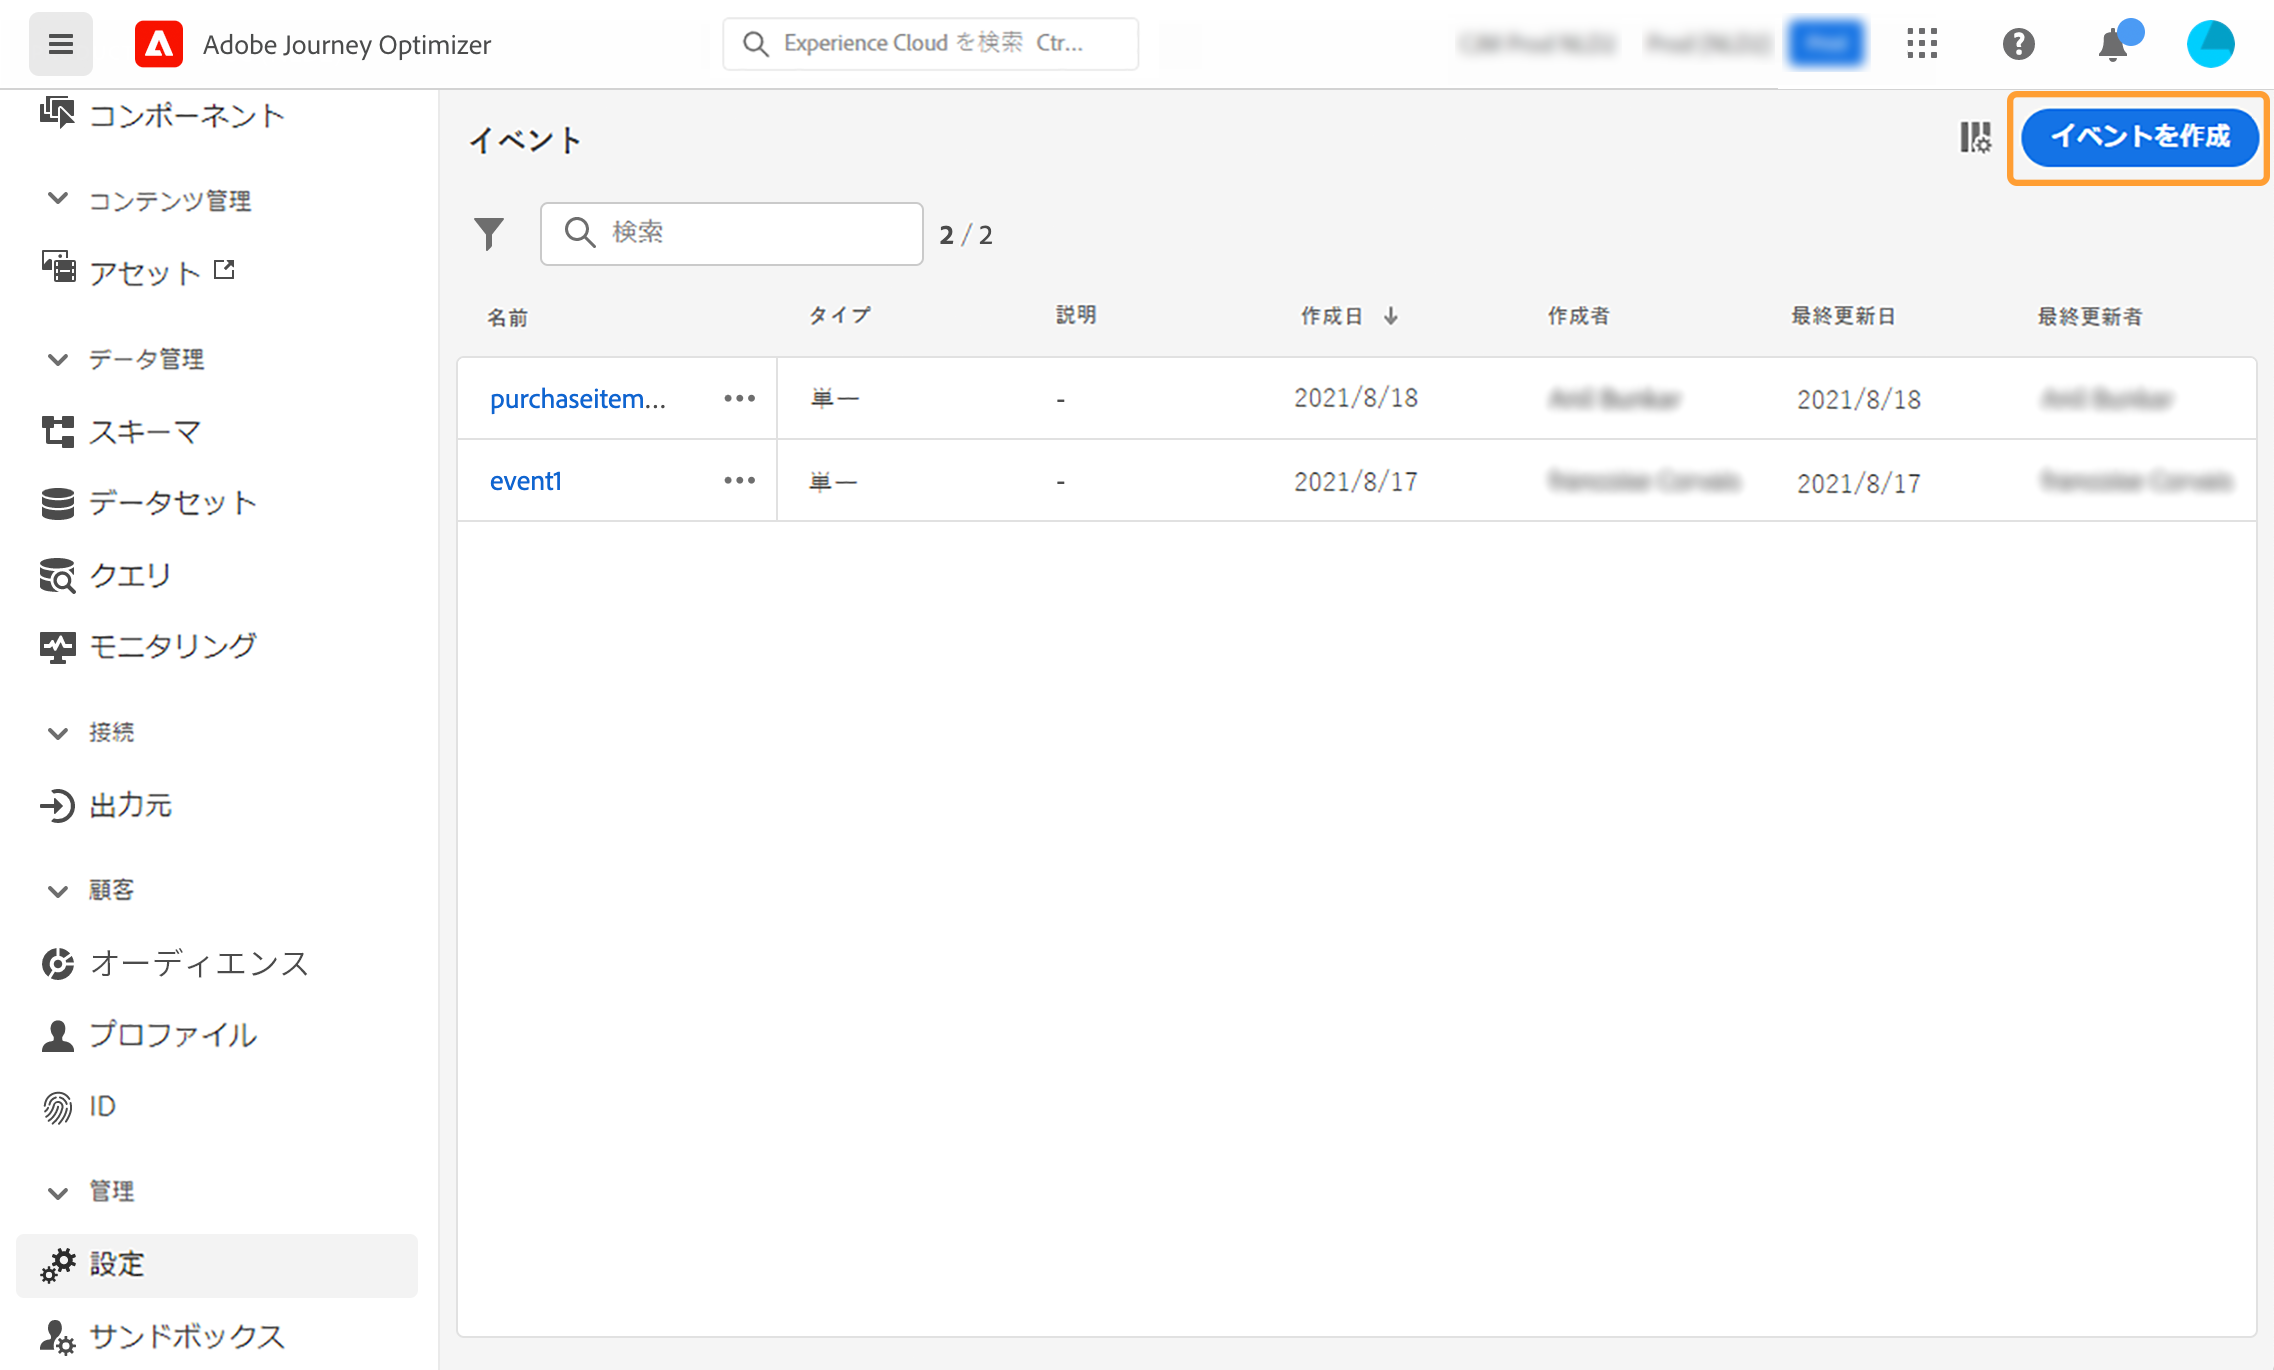 Adobe Journey Optimizer
Experience Cloud を検索 Ctr...
コンポーネント
コンテンツ管理
アセット
データ管理
スキーマ
データセット
クエリ
モニタリング
接続
出力元
顧客
オーディエンス
プロファイル
ID
管理
設定
サンドボックス
イベント
イベントを作成
検索
2 / 2
名前 タイプ 説明 作成日 作成者 最終更新日 最終更新者
purchaseitem... 単一 - 2021/8/18 2021/8/18
event1 単一 - 2021/8/17 2021/8/17